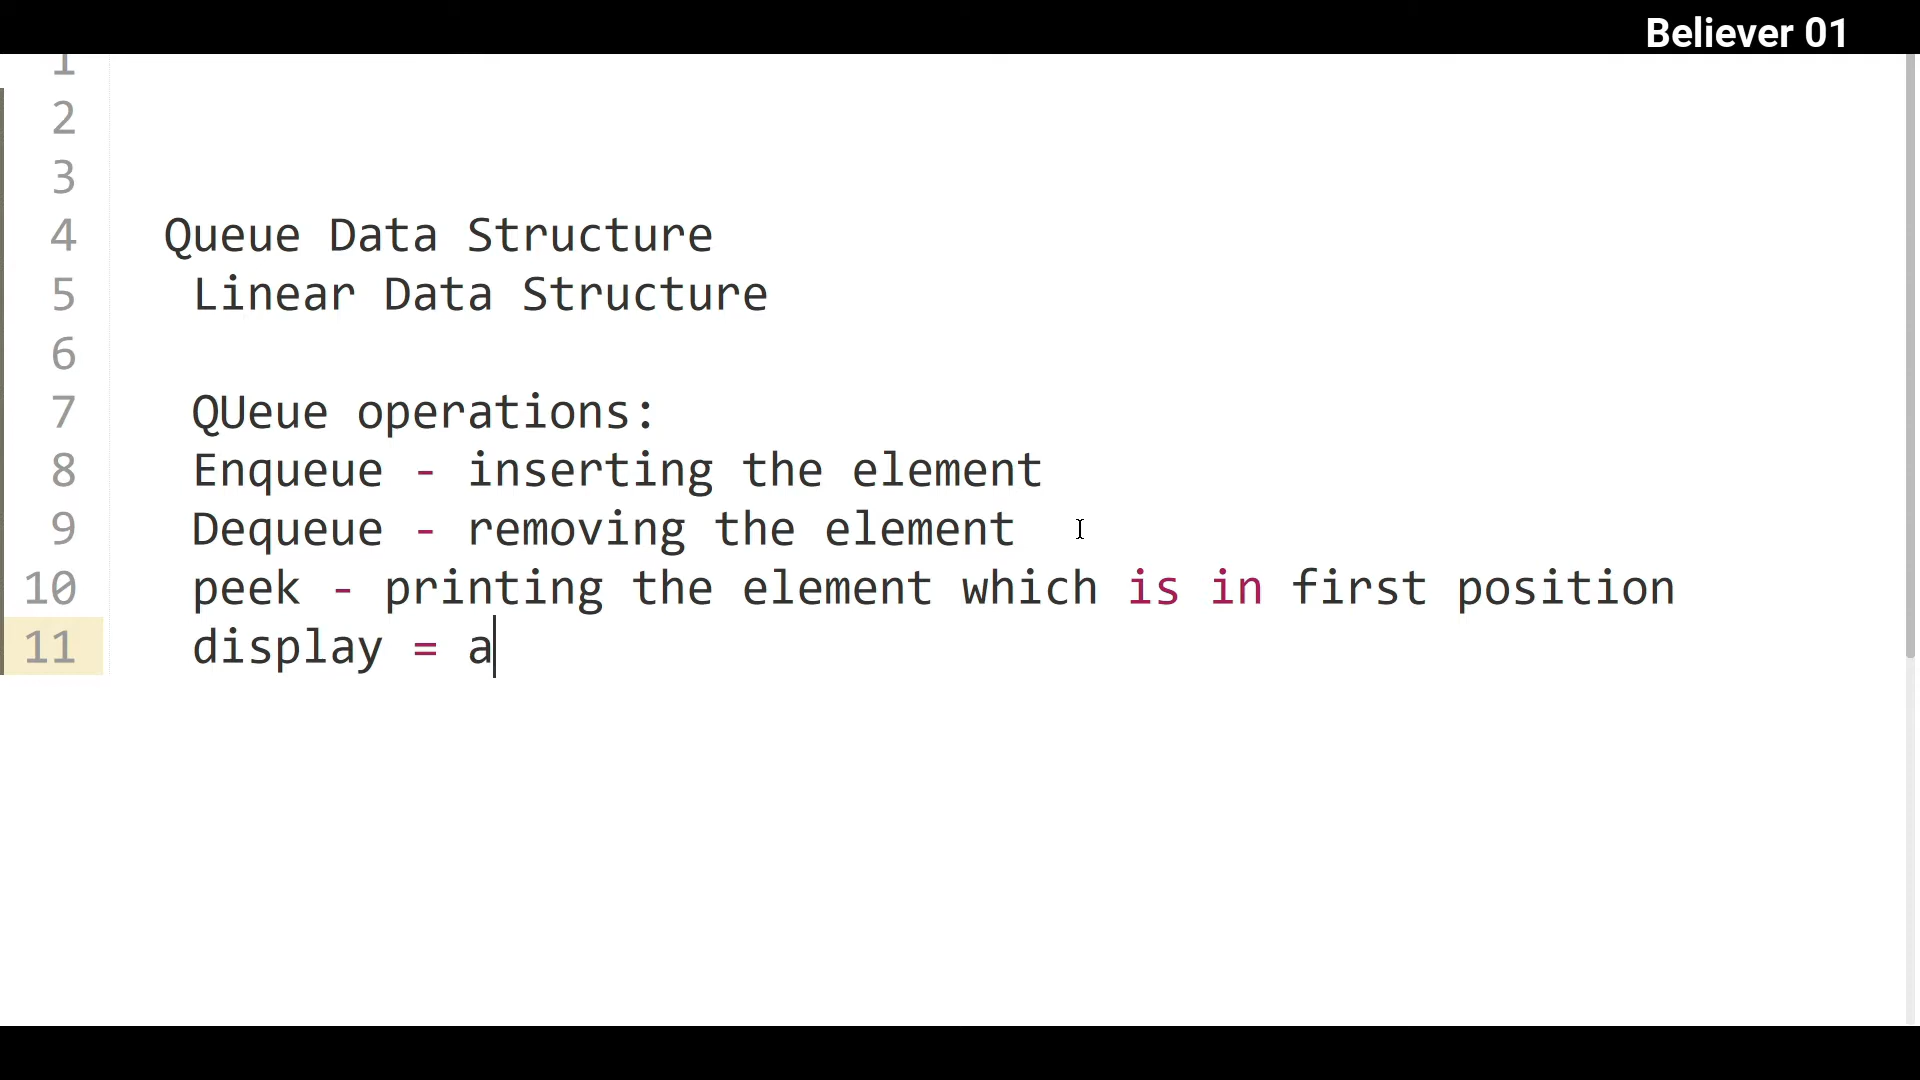 Believer 01
1
2
3
4 Queue Data Structure
5 Linear Data Structure
6
7 QUeue operations:
8 Enqueue - inserting the element
9 Dequeue - removing the element
10 peek - printing the element which is in first position
11 display = a